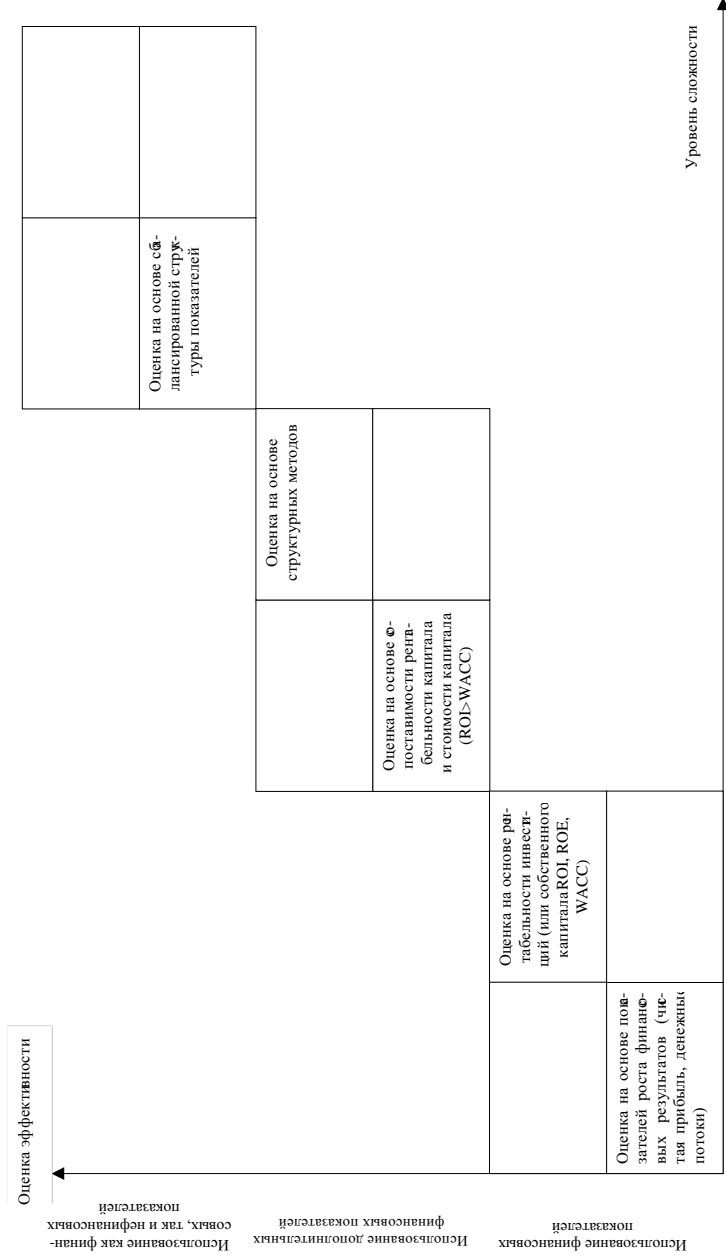 Оценка эффективности
Использование как финан-
совых, так и нефинансовых
показателей
Использование дополнительных
финансовых показателей
Использование финансовых
показателей
Оценка на основе сба-
лансированной струк-
туры показателей
Оценка на основе
структурных методов
Оценка на основе со-
поставимости рента-
бельности капитала
и стоимости капитала
(ROI>WACC)
Оценка на основе рен-
табельности инвести-
ций (или собственного
капитала ROI, ROE,
WACC)
Оценка на основе пока-
зателей роста финансо-
вых результатов (чис-
тая прибыль, денежные
потоки)
Уровень сложности